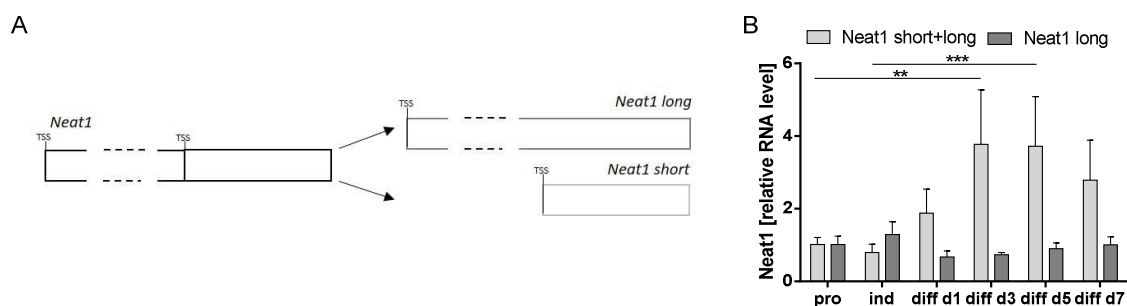 A
Neat1
TSS
TSS
Neat1 long
TSS
Neat1 short
TSS
B
Neat1 short+long
Neat1 long
Neat1 [relative RNA level]
6
4
2
0
***
**
pro
ind
diff d1
diff d3
diff d5
diff d7